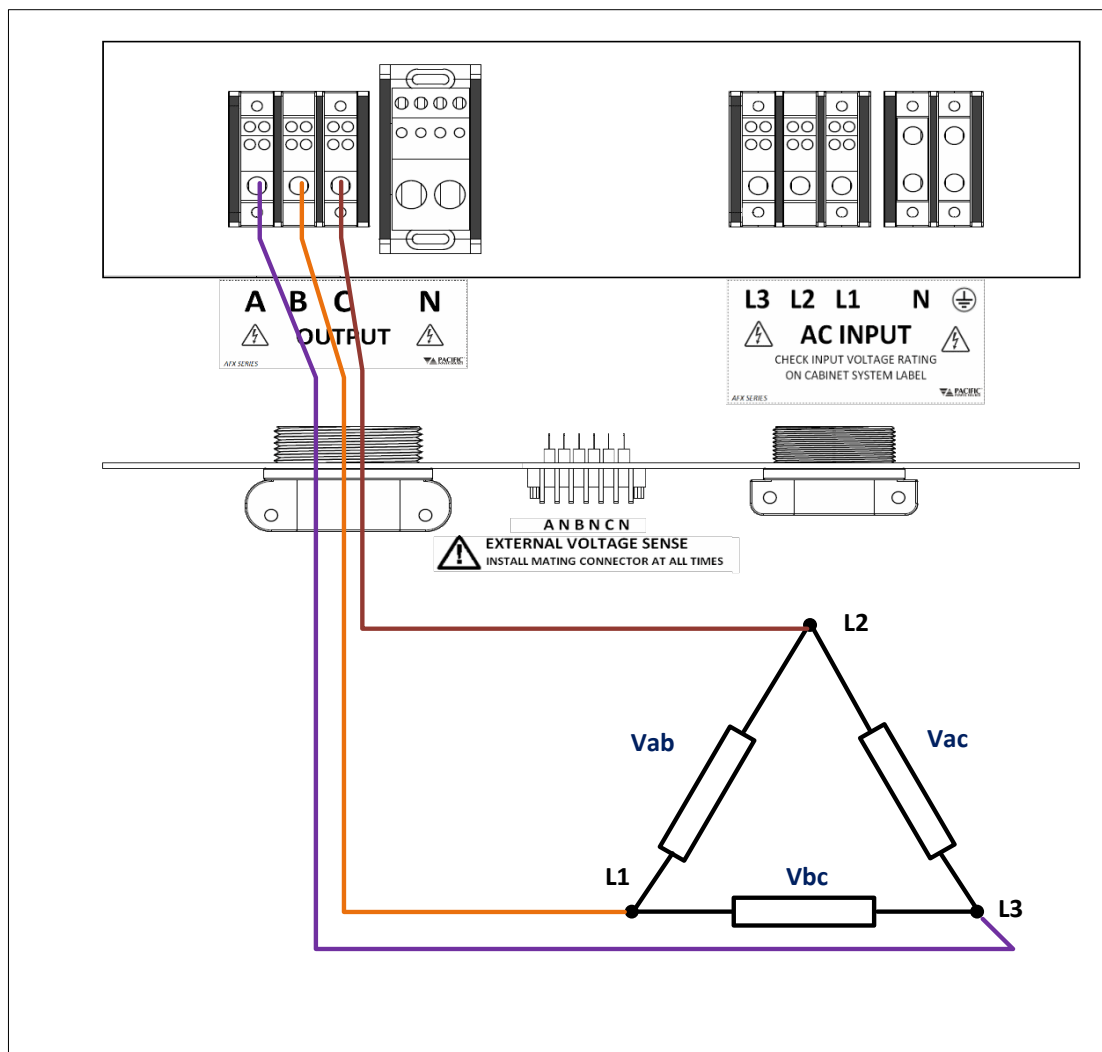 A B C N
OUTPUT
AFX SERIES
PACIFIC
L3 L2 L1 N
AC INPUT
CHECK INPUT VOLTAGE RATING
ON CABINET SYSTEM LABEL
AFX SERIES
PACIFIC
A N B N C N
EXTERNAL VOLTAGE SENSE
INSTALL MATING CONNECTOR AT ALL TIMES
L2
Vab
Vac
L1
Vbc
L3